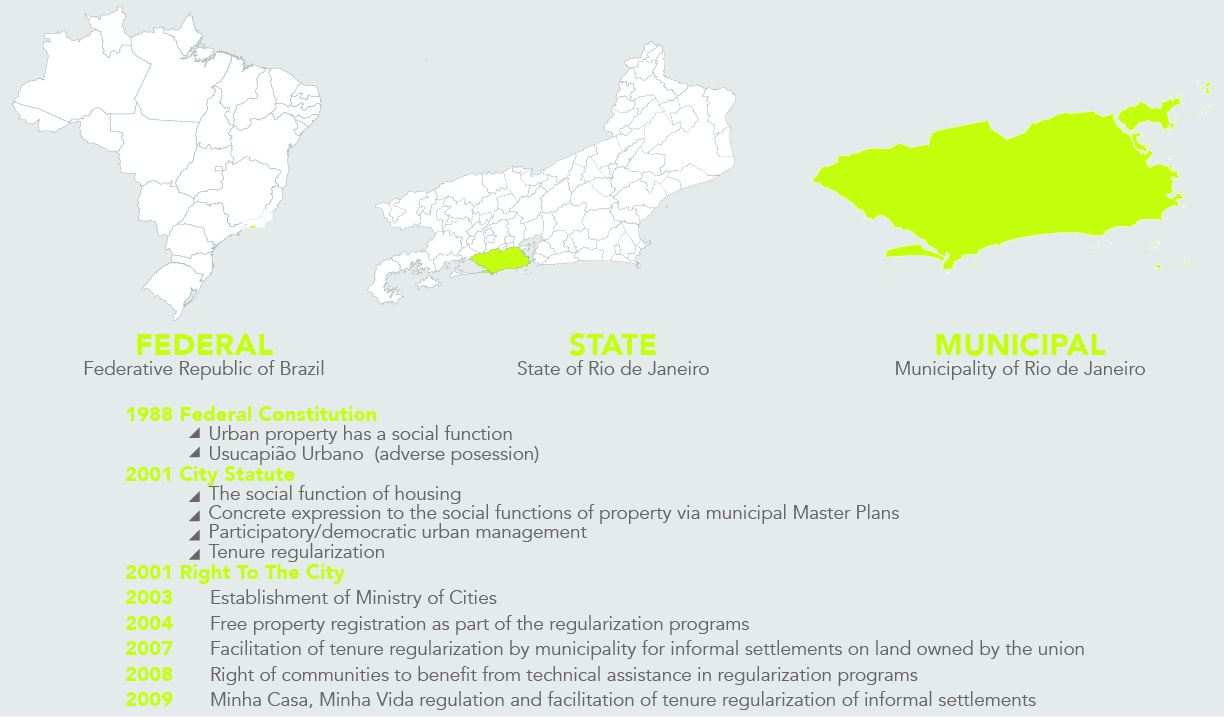 FEDERAL
Federative Republic of Brazil
STATE
State of Rio de Janeiro
MUNICIPAL
Municipality of Rio de Janeiro
1988 Federal Constitution
Urban property has a social function
Usucapião Urbano (adverse posession)
2001 City Statute
The social function of housing
Concrete expression to the social functions of property via municipal Master Plans
Participatory/democratic urban management
Tenure regularization
2001 Right To The City
2003 Establishment of Ministry of Cities
2004 Free property registration as part of the regularization programs
2007 Facilitation of tenure regularization by municipality for informal settlements on land owned by the union
2008 Right of communities to benefit from technical assistance in regularization programs
2009 Minha Casa, Minha Vida regulation and facilitation of tenure regularization of informal settlements